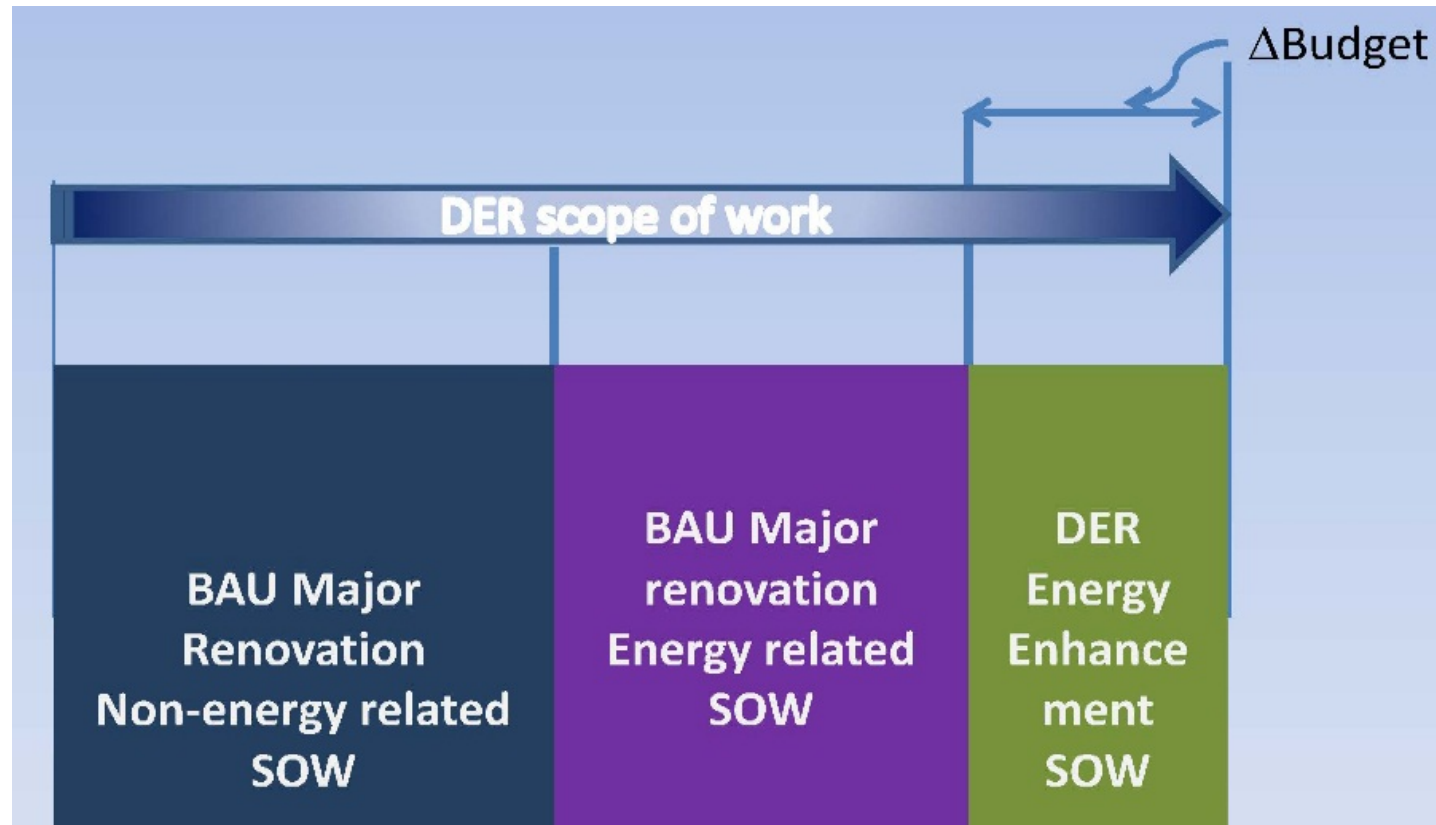 ΔBudget
DER scope of work
BAU Major
Renovation
Non-energy related
SOW
BAU Major
renovation
Energy related
SOW
DER
Energy
Enhance
ment
SOW